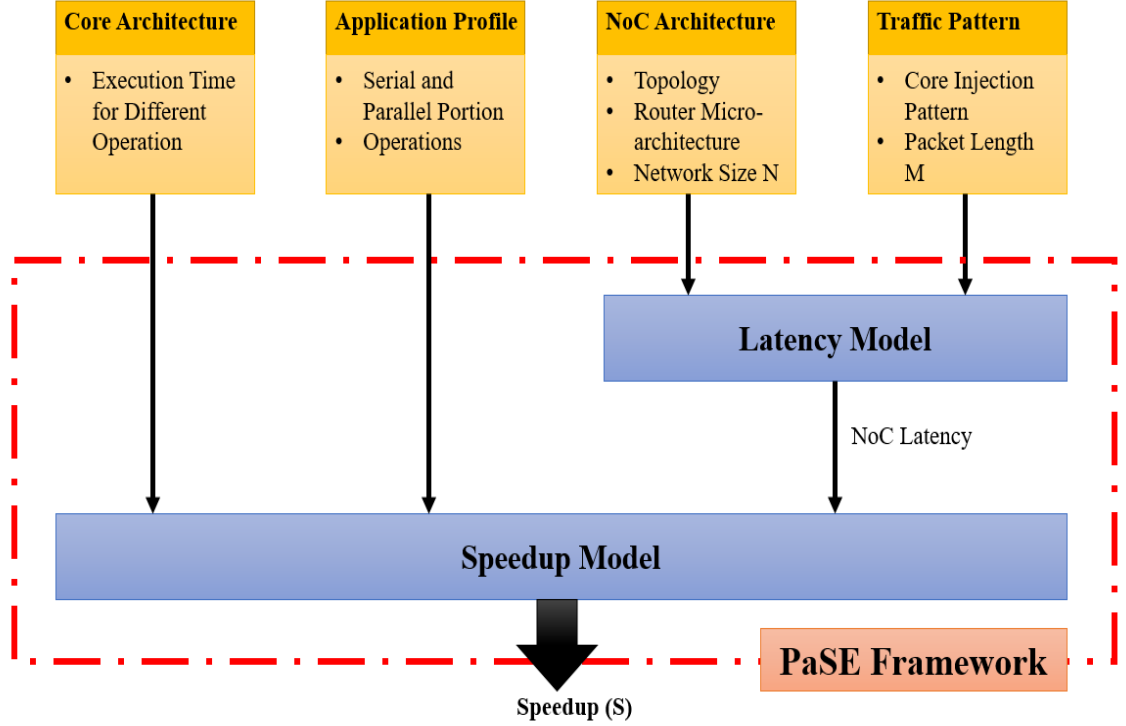 Core Architecture
• Execution Time
for Different
Operation
Application Profile
• Serial and
Parallel Portion
• Operations
NoC Architecture
• Topology
• Router Micro-
architecture
• Network Size N
Traffic Pattern
• Core Injection
Pattern
• Packet Length
M
Latency Model
NoC Latency
Speedup Model
PaSE Framework
Speedup (S)